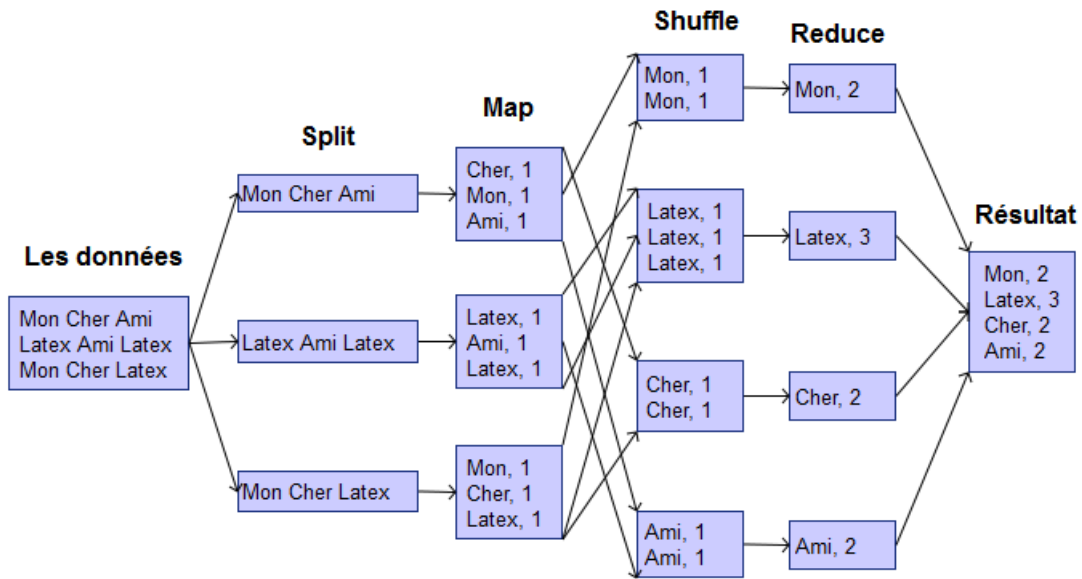 Les données
Mon Cher Ami
Latex Ami Latex
Mon Cher Latex
Split
Mon Cher Ami
Latex Ami Latex
Mon Cher Latex
Map
Cher, 1
Mon, 1
Ami, 1
Latex, 1
Ami, 1
Latex, 1
Mon, 1
Cher, 1
Latex, 1
Shuffle
Mon, 1
Mon, 1
Latex, 1
Latex, 1
Latex, 1
Cher, 1
Cher, 1
Ami, 1
Ami, 1
Reduce
Mon, 2
Latex, 3
Cher, 2
Ami, 2
Résultat
Mon, 2
Latex, 3
Cher, 2
Ami, 2